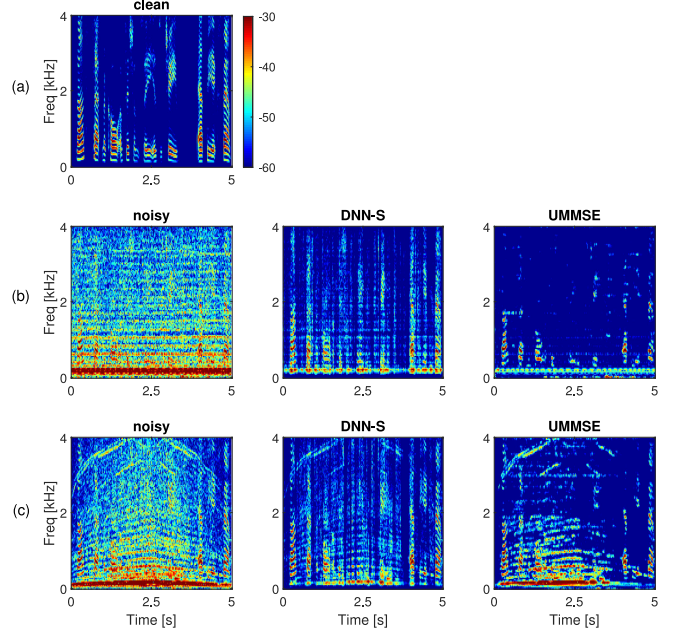 clean
(a)
Freq [kHz]
4
2
0
0 2.5 5
-30
-40
-50
-60
noisy DNN-S UMMSE
(b)
Freq [kHz]
4 4 4
2 2 2
0 0 0
0 2.5 5 0 2.5 5 0 2.5 5
noisy DNN-S UMMSE
(c)
Freq [kHz]
4 4 4
2 2 2
0 0 0
0 2.5 5 0 2.5 5 0 2.5 5
Time [s] Time [s] Time [s]